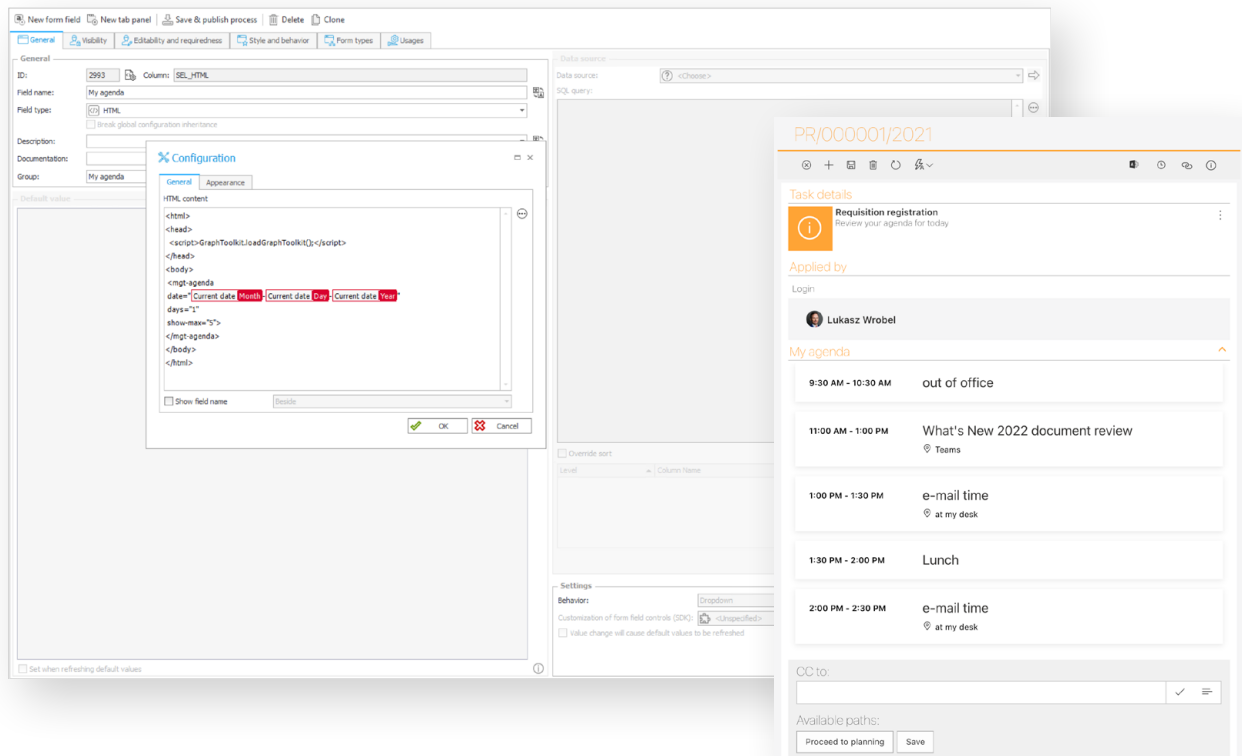 New form field New tab panel Save & publish process Delete Clone
General Visibility Editability and requiredness Style and behavior Form types Usages
General
ID: 2993 Column: SEL_HTML
Field name: My agenda
Field type: HTML
Break global configuration inheritance
Description:
Documentation:
Group: My agenda
Default value
Set when refreshing default values
Data source
Data source: <Choose>
SQL query:
Override sort
Level Column Name
Settings
Behavior: Dropdown
Customization of form field controls (SDK): <Unspecified>
Value change will cause default values to be refreshed
Configuration
General Appearance
HTML content
<html>
<head>
<script>GraphToolkit.loadGraphToolkit();</script>
</head>
<body>
<mgt-agenda
date="Current date Month-Current date Day-Current date Year"
days="1"
show-max="5">
</mgt-agenda>
</body>
</html>
Show field name Beside
OK Cancel
PR/000001/2021
Task details
Requisition registration
Review your agenda for today
Applied by
Login
Lukasz Wrobel
My agenda
9:30 AM - 10:30 AM out of office
11:00 AM - 1:00 PM What's New 2022 document review
Teams
1:00 PM - 1:30 PM e-mail time
at my desk
1:30 PM - 2:00 PM Lunch
2:00 PM - 2:30 PM e-mail time
at my desk
CC to:
Available paths:
Proceed to planning Save